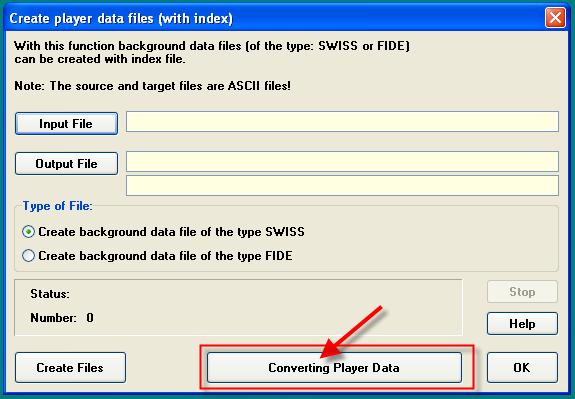 Create player data files (with index)
With this function background data files (of the type: SWISS or FIDE)
can be created with index file.
Note: The source and target files are ASCII files!
Input File
Output File
Type of File:
Create background data file of the type SWISS
Create background data file of the type FIDE
Status:
Number: 0
Stop
Help
Create Files
Converting Player Data
OK